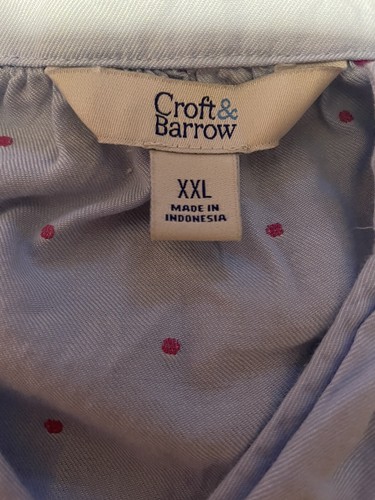 Croft&
Barrow
XXL
MADE IN
INDONESIA